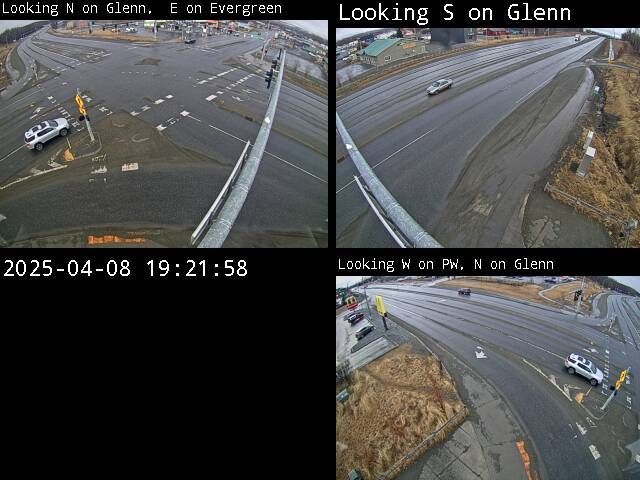 Looking N on Glenn,  E on Evergreen
Looking S on Glenn
2025-04-08 19:21:58
Looking W on PW, N on Glenn